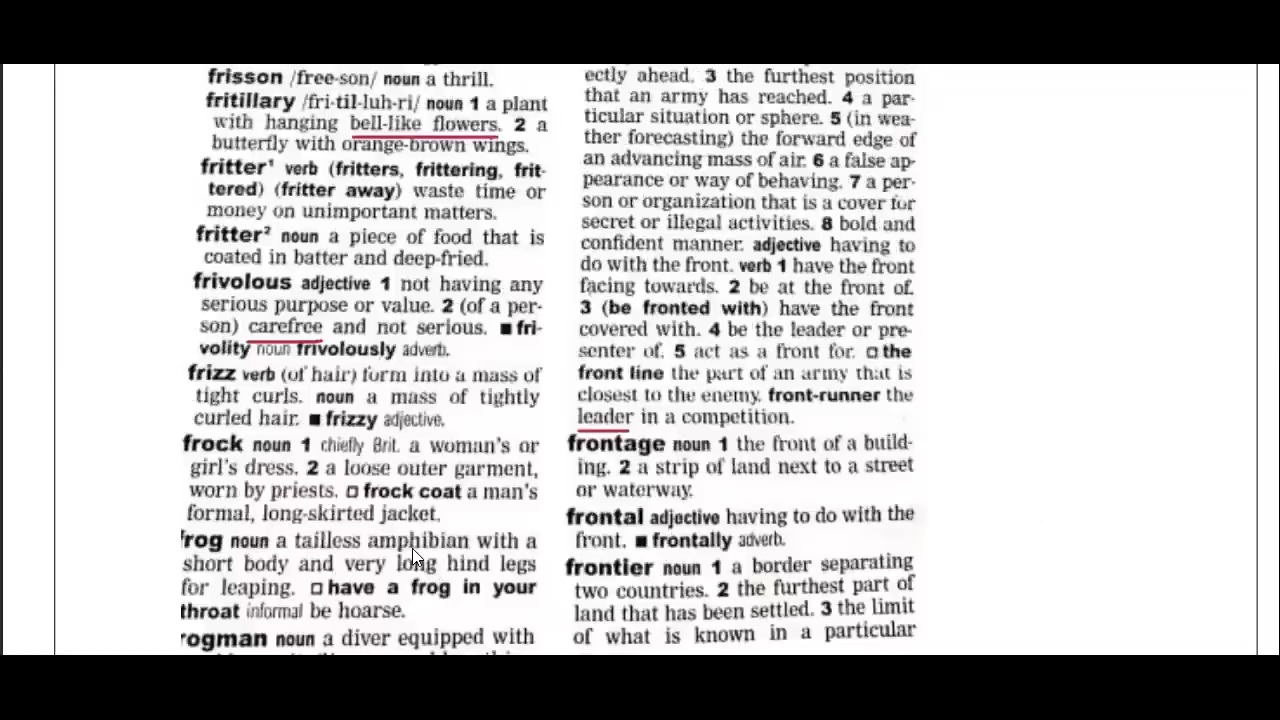 frisson /free-son/ noun a thrill.
fritillary /fri-til-luh-ri/ noun 1 a plant
with hanging bell-like flowers. 2 a
butterfly with orange-brown wings.
fritter¹ verb (fritters, frittering, frit-
tered) (fritter away) waste time or
money on unimportant matters.
fritter² noun a piece of food that is
coated in batter and deep-fried.
frivolous adjective 1 not having any
serious purpose or value. 2 (of a per-
son) carefree and not serious. ■ fri-
volity noun frivolously adverb.
frizz verb (of hair) form into a mass of
tight curls. noun a mass of tightly
curled hair. ■ frizzy adjective.
frock noun 1 chiefly Brit. a woman's or
girl's dress. 2 a loose outer garment,
worn by priests. □ frock coat a man's
formal, long-skirted jacket.
frog noun a tailless amphibian with a
short body and very long hind legs
for leaping. □ have a frog in your
throat informal be hoarse.
rogman noun a diver equipped with
ectly ahead. 3 the furthest position
that an army has reached. 4 a par-
ticular situation or sphere. 5 (in wea-
ther forecasting) the forward edge of
an advancing mass of air. 6 a false ap-
pearance or way of behaving. 7 a per-
son or organization that is a cover for
secret or illegal activities. 8 bold and
confident manner. adjective having to
do with the front. verb 1 have the front
facing towards. 2 be at the front of.
3 (be fronted with) have the front
covered with. 4 be the leader or pre-
senter of. 5 act as a front for. □ the
front line the part of an army that is
closest to the enemy. front-runner the
leader in a competition.
frontage noun 1 the front of a build-
ing. 2 a strip of land next to a street
or waterway.
frontal adjective having to do with the
front. ■ frontally adverb.
frontier noun 1 a border separating
two countries. 2 the furthest part of
land that has been settled. 3 the limit
of what is known in a particular